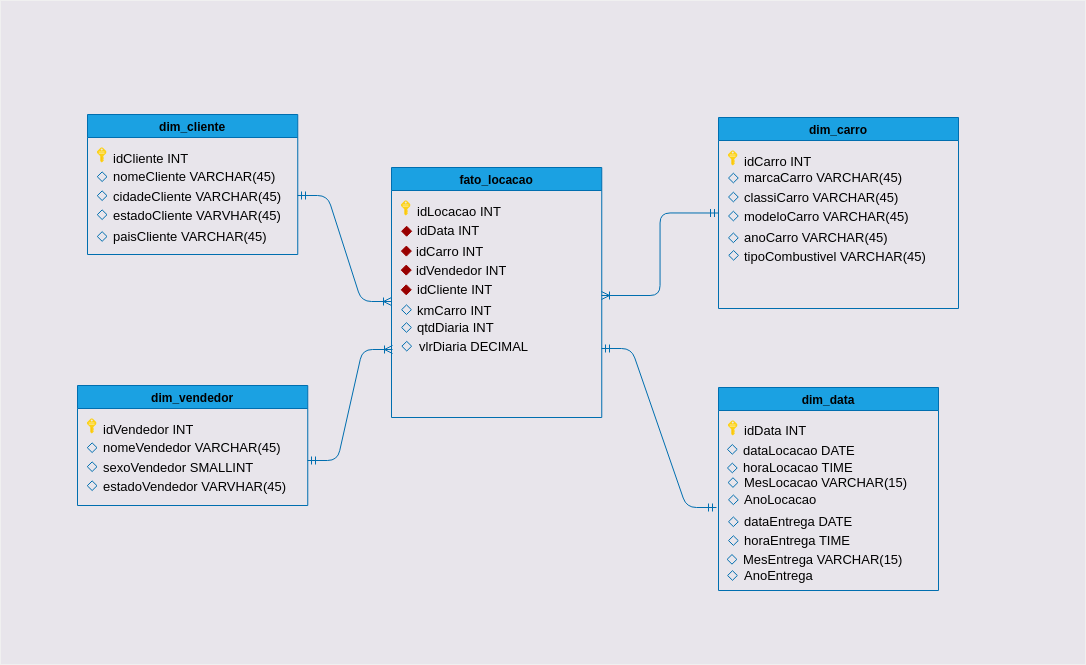 dim_cliente
idCliente INT
nomeCliente VARCHAR(45)
cidadeCliente VARCHAR(45)
estadoCliente VARVHAR(45)
paisCliente VARCHAR(45)
fato_locacao
idLocacao INT
idData INT
idCarro INT
idVendedor INT
idCliente INT
kmCarro INT
qtdDiaria INT
vlrDiaria DECIMAL
dim_carro
idCarro INT
marcaCarro VARCHAR(45)
classiCarro VARCHAR(45)
modeloCarro VARCHAR(45)
anoCarro VARCHAR(45)
tipoCombustivel VARCHAR(45)
dim_vendedor
idVendedor INT
nomeVendedor VARCHAR(45)
sexoVendedor SMALLINT
estadoVendedor VARVHAR(45)
dim_data
idData INT
dataLocacao DATE
horaLocacao TIME
MesLocacao VARCHAR(15)
AnoLocacao
dataEntrega DATE
horaEntrega TIME
MesEntrega VARCHAR(15)
AnoEntrega